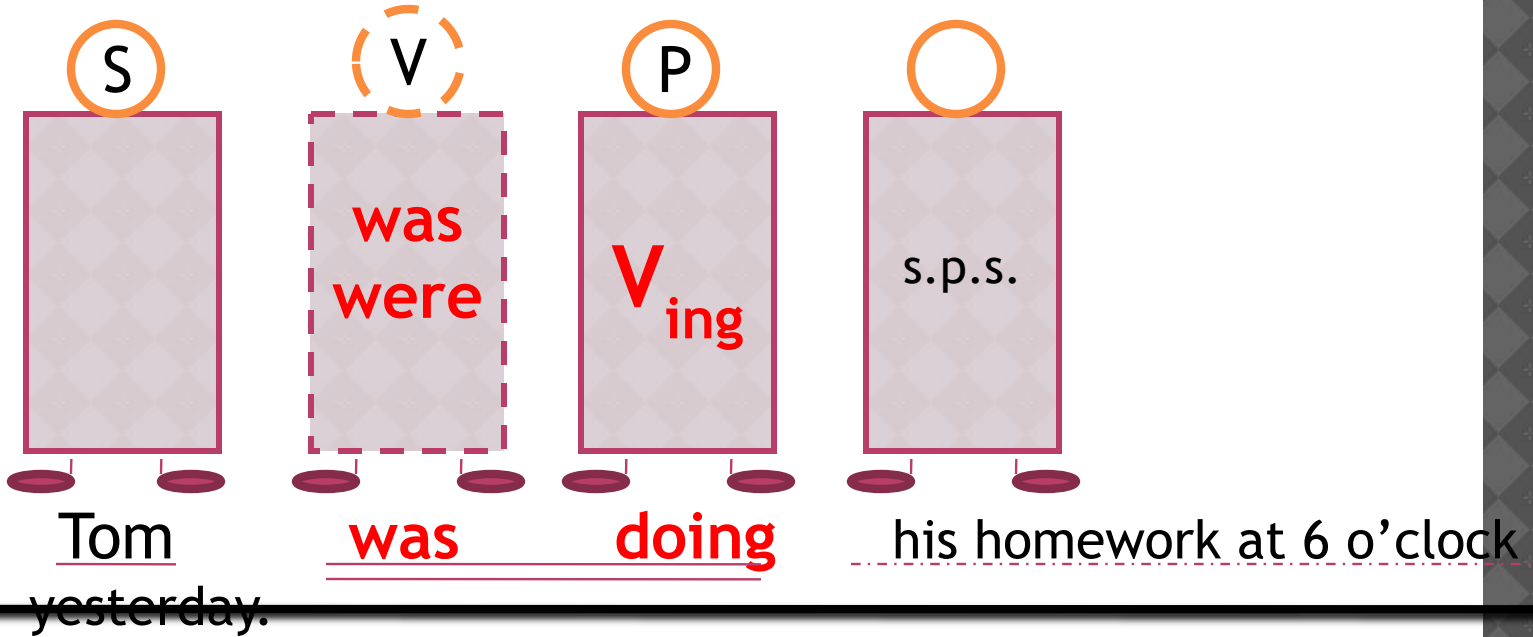 S V P
was
were
V ing
s.p.s.
Tom was doing his homework at 6 o’clock
yesterday.